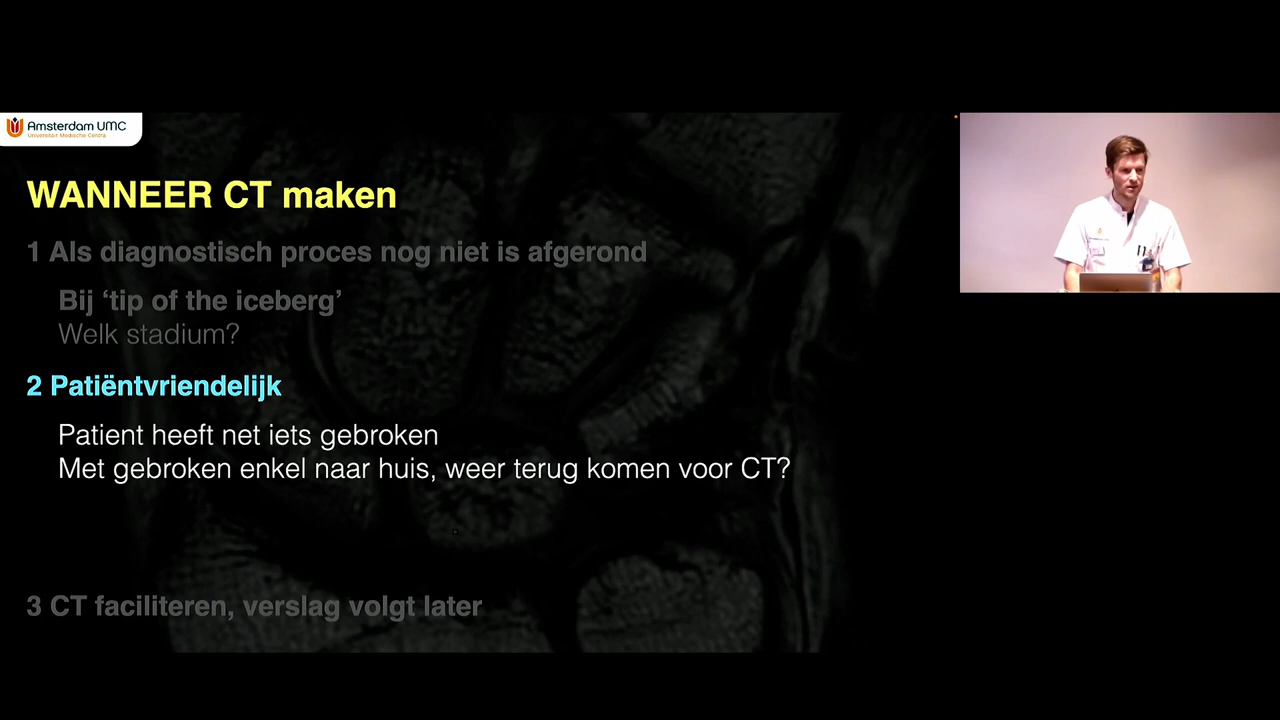 Amsterdam UMC
Universitair Medische Centra
WANNEER CT maken
1 Als diagnostisch proces nog niet is afgerond
Bij ‘tip of the iceberg’
Welk stadium?
2 Patiëntvriendelijk
Patient heeft net iets gebroken
Met gebroken enkel naar huis, weer terug komen voor CT?
3 CT faciliteren, verslag volgt later